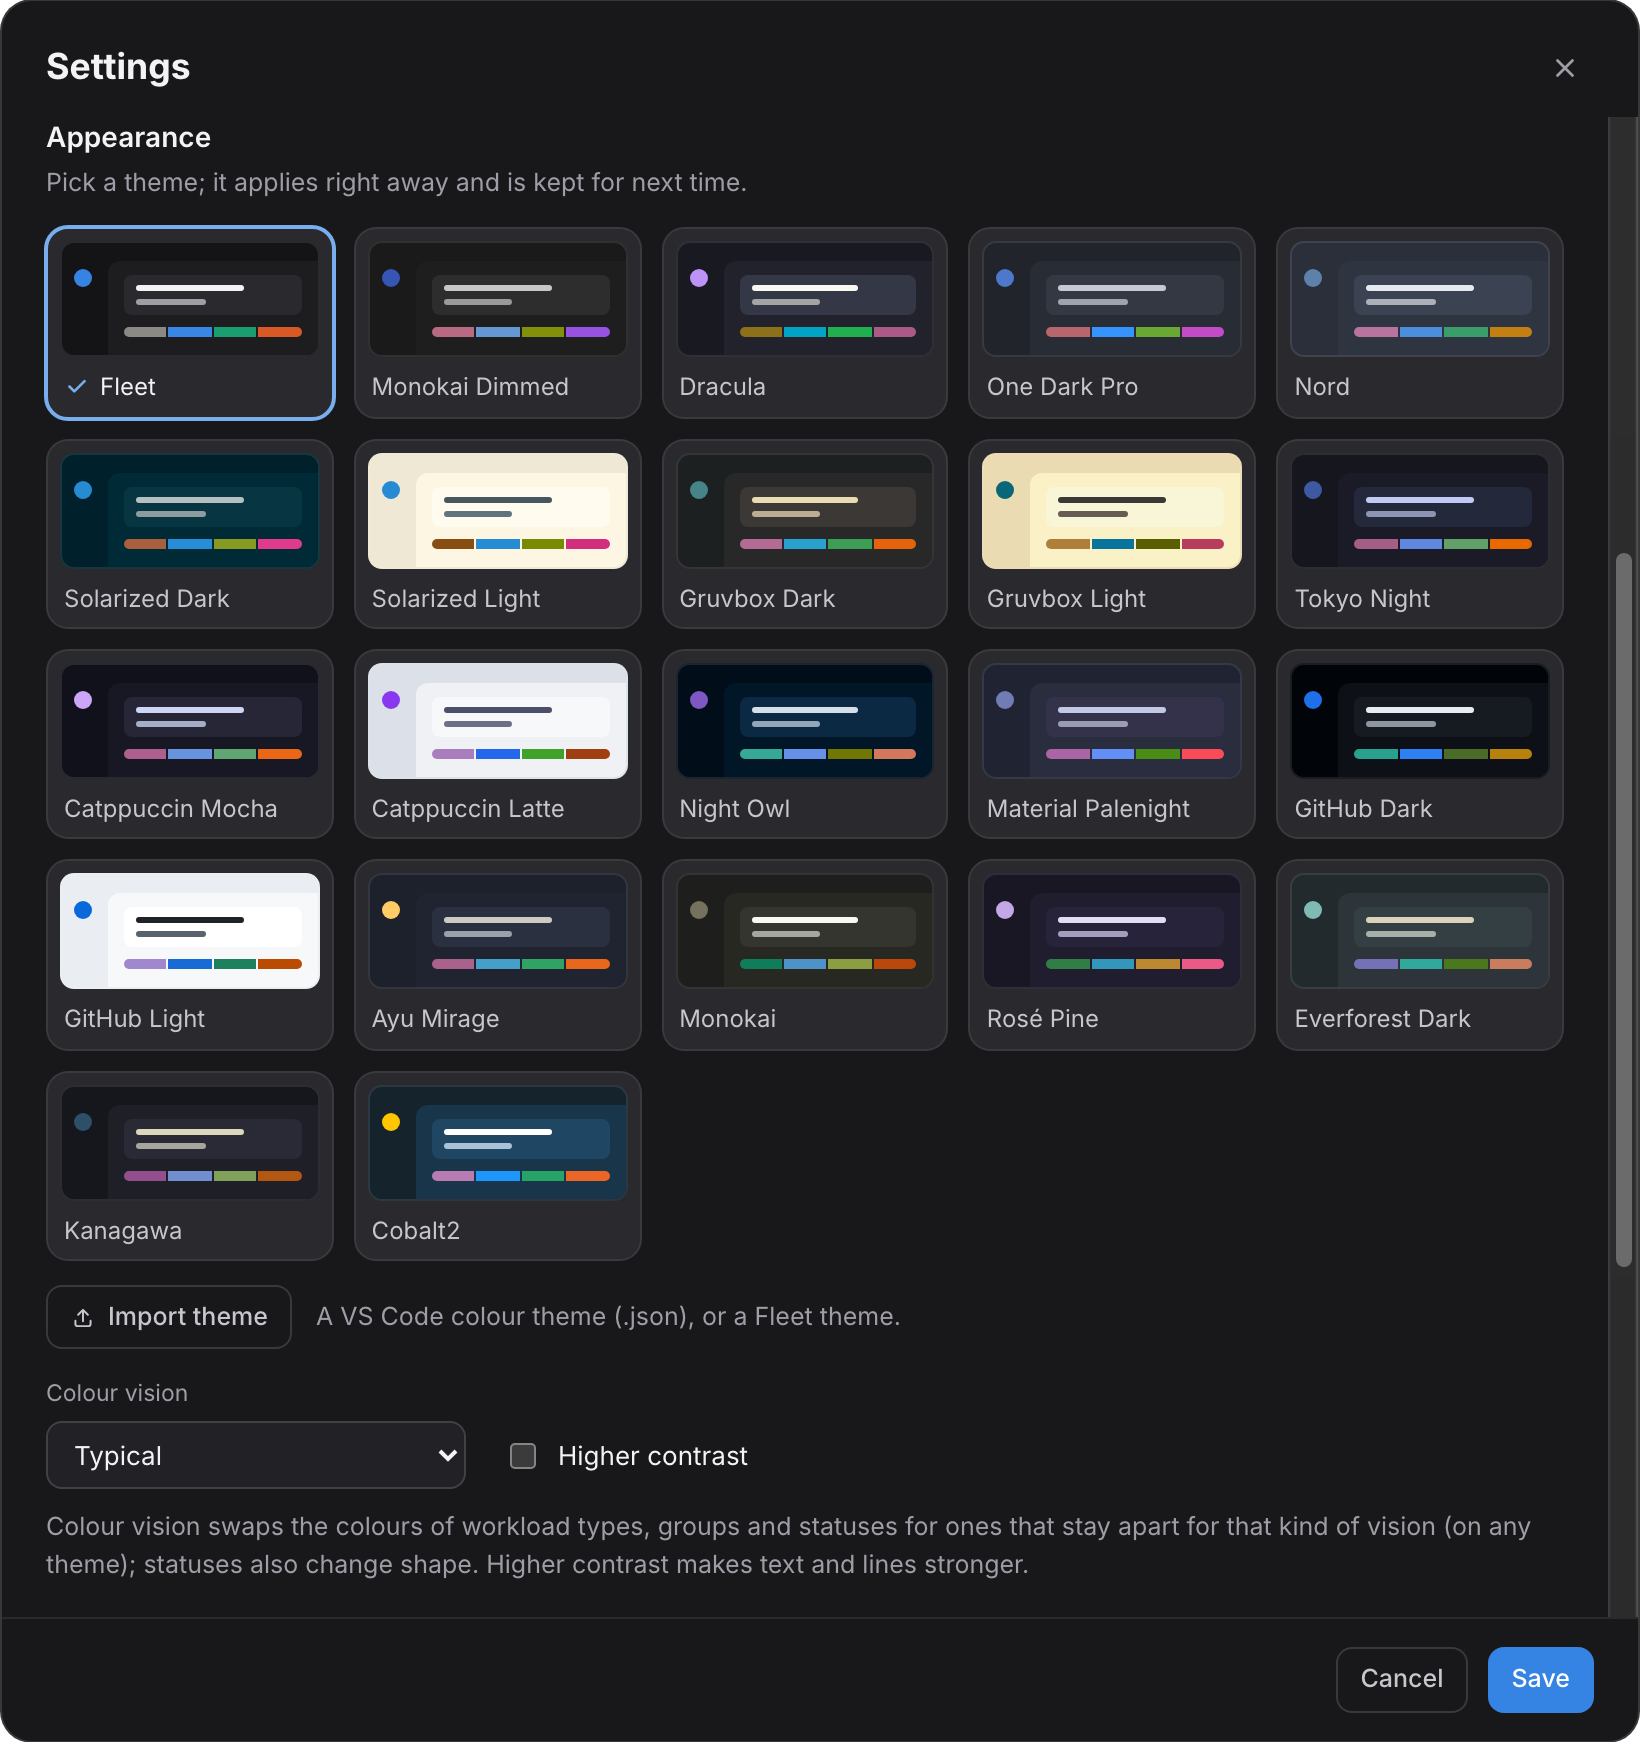 Settings
Appearance
Pick a theme; it applies right away and is kept for next time.
Fleet
Monokai Dimmed
Dracula
One Dark Pro
Nord
Solarized Dark
Solarized Light
Gruvbox Dark
Gruvbox Light
Tokyo Night
Catppuccin Mocha
Catppuccin Latte
Night Owl
Material Palenight
GitHub Dark
GitHub Light
Ayu Mirage
Monokai
Rosé Pine
Everforest Dark
Kanagawa
Cobalt2
Import theme
A VS Code colour theme (.json), or a Fleet theme.
Colour vision
Typical
Higher contrast
Colour vision swaps the colours of workload types, groups and statuses for ones that stay apart for that kind of vision (on any
theme); statuses also change shape. Higher contrast makes text and lines stronger.
Cancel
Save